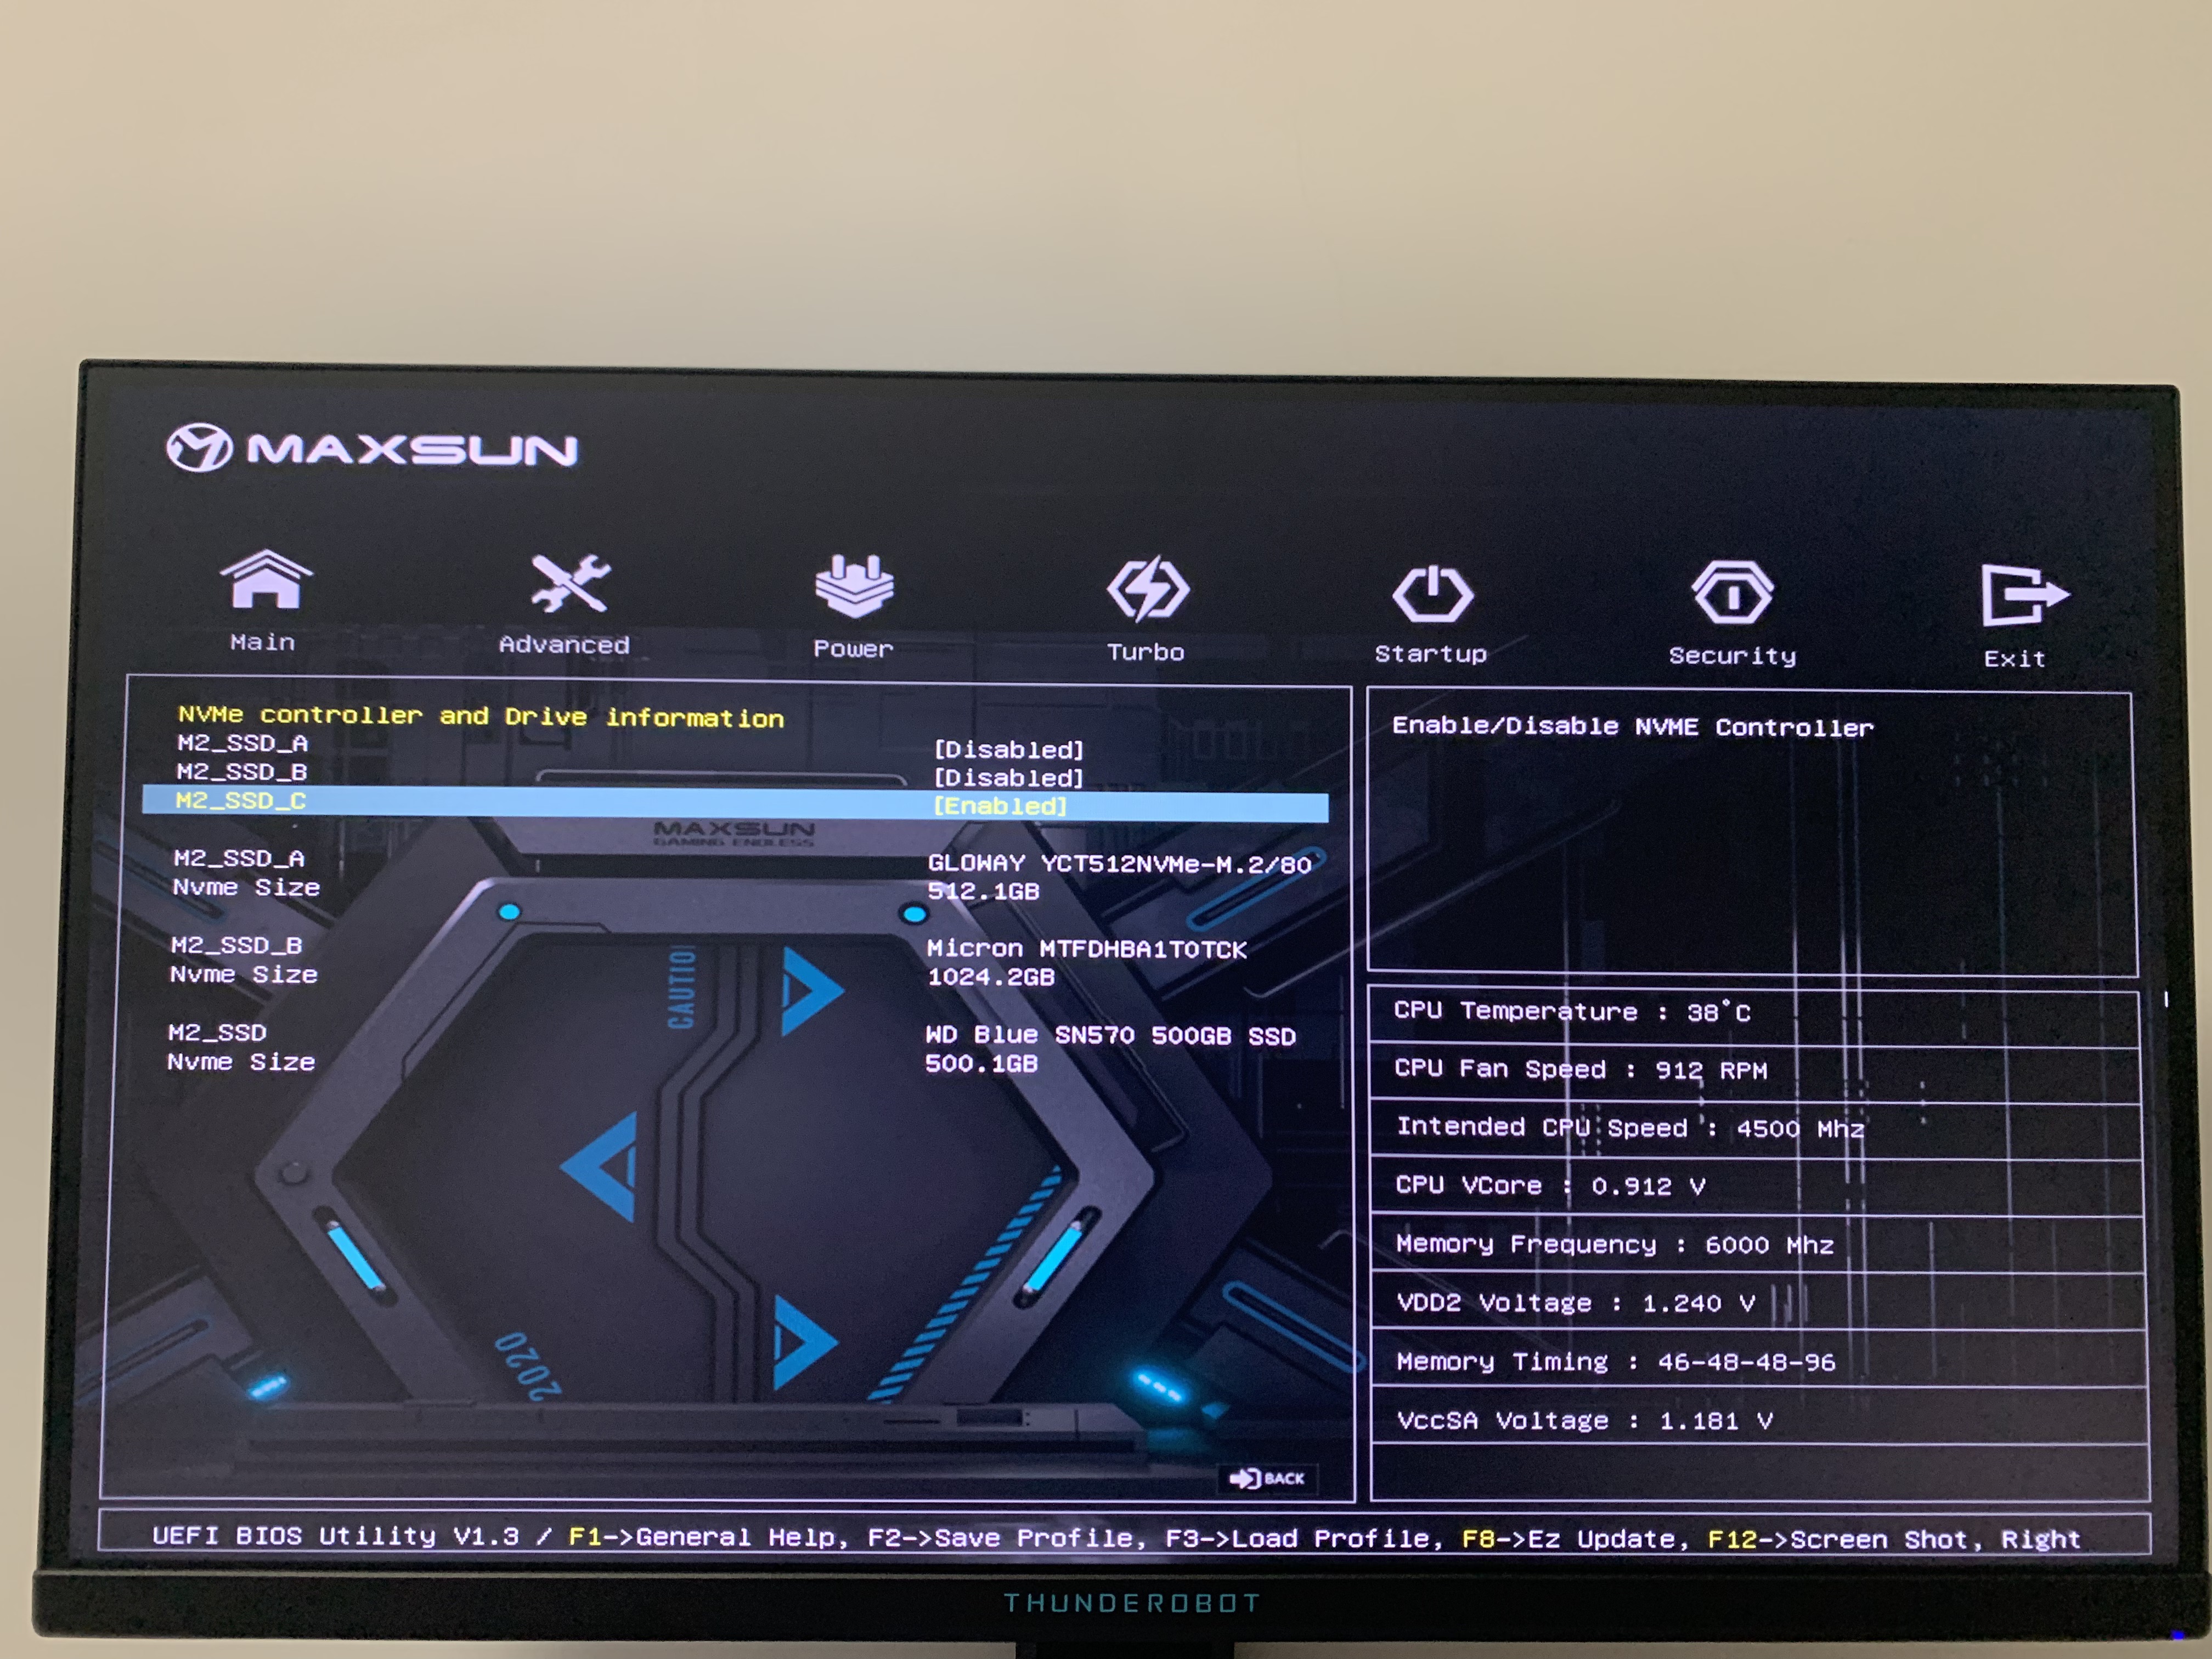 MAXSUN
Main Advanced Power Turbo Startup Security Exit
NVMe controller and Drive information
M2_SSD_A [Disabled]
M2_SSD_B [Disabled]
M2_SSD_C [Enabled]
MAXSUN
GAMING ENDLESS
M2_SSD_A GLOWAY YCT512NVMe-M.2/80
Nvme Size 512.1GB
M2_SSD_B Micron MTFDHBA1T0TCK
Nvme Size 1024.2GB
M2_SSD WD Blue SN570 500GB SSD
Nvme Size 500.1GB
CAUTIO
2020
BACK
Enable/Disable NVME Controller
CPU Temperature : 38°C
CPU Fan Speed : 912 RPM
Intended CPU Speed : 4500 Mhz
CPU VCore : 0.912 V
Memory Frequency : 6000 Mhz
VDD2 Voltage : 1.240 V
Memory Timing : 46-48-48-96
VccSA Voltage : 1.181 V
UEFI BIOS Utility V1.3 / F1->General Help, F2->Save Profile, F3->Load Profile, F8->Ez Update, F12->Screen Shot, Right
THUNDEROBOT